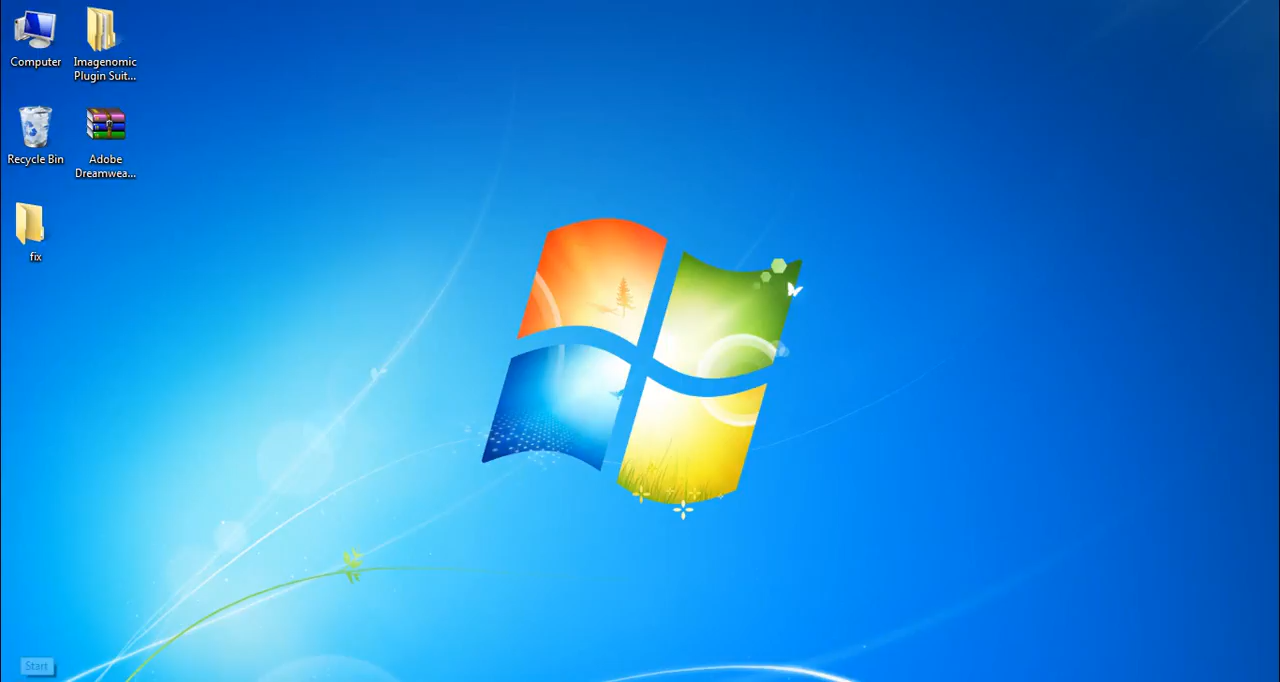 Computer
Imagenomic
Plugin Suit...
Recycle Bin
Adobe
Dreamwea...
fix
Start